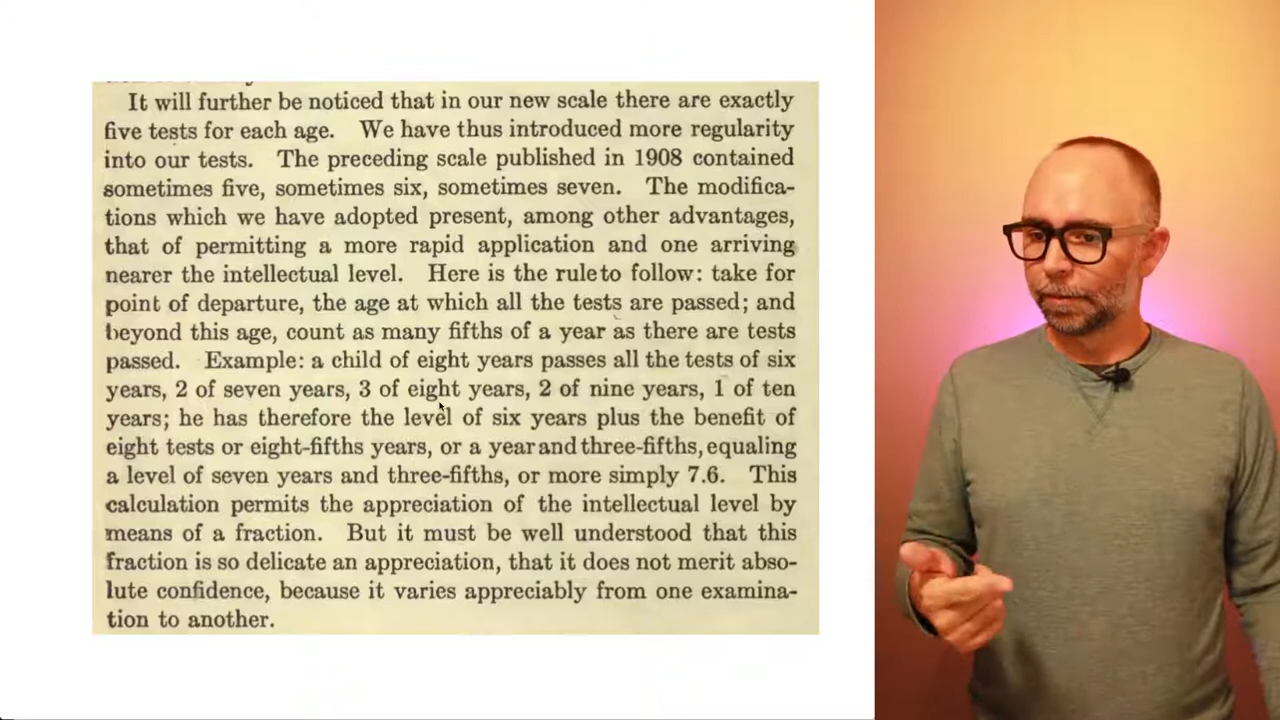 It will further be noticed that in our new scale there are exactly
five tests for each age. We have thus introduced more regularity
into our tests. The preceding scale published in 1908 contained
sometimes five, sometimes six, sometimes seven. The modifica-
tions which we have adopted present, among other advantages,
that of permitting a more rapid application and one arriving
nearer the intellectual level. Here is the rule to follow: take for
point of departure, the age at which all the tests are passed; and
beyond this age, count as many fifths of a year as there are tests
passed. Example: a child of eight years passes all the tests of six
years, 2 of seven years, 3 of eight years, 2 of nine years, 1 of ten
years; he has therefore the level of six years plus the benefit of
eight tests or eight-fifths years, or a year and three-fifths, equaling
a level of seven years and three-fifths, or more simply 7.6. This
calculation permits the appreciation of the intellectual level by
means of a fraction. But it must be well understood that this
fraction is so delicate an appreciation, that it does not merit abso-
lute confidence, because it varies appreciably from one examina-
tion to another.